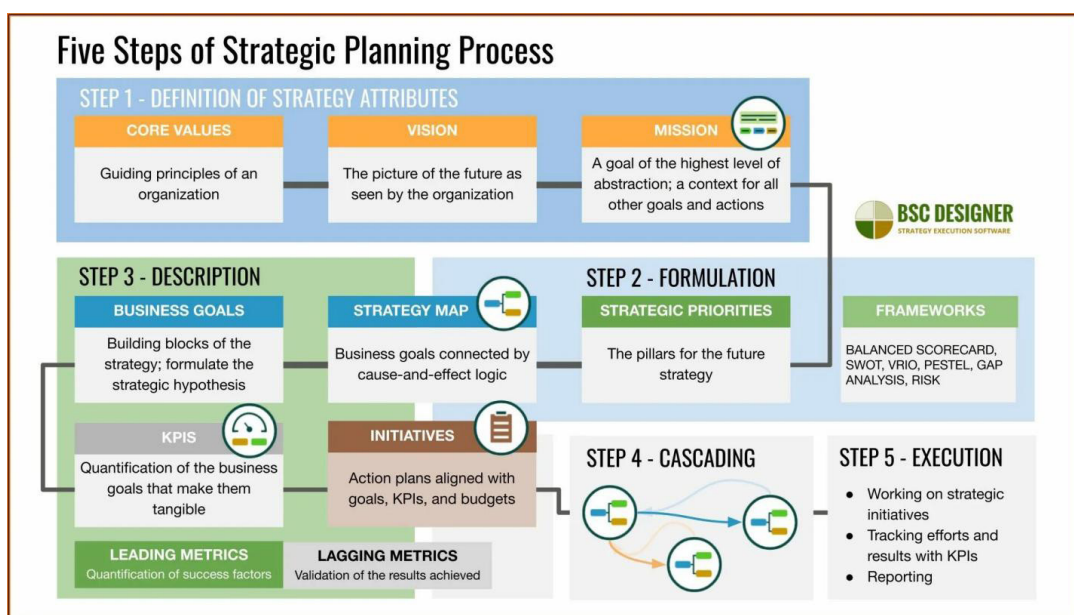 Five Steps of Strategic Planning Process
STEP 1 - DEFINITION OF STRATEGY ATTRIBUTES
CORE VALUES
Guiding principles of an
organization
VISION
The picture of the future as
seen by the organization
MISSION
A goal of the highest level of
abstraction; a context for all
other goals and actions
BSC DESIGNER
STRATEGY EXECUTION SOFTWARE
STEP 2 - FORMULATION
STRATEGIC PRIORITIES
The pillars for the future
strategy
FRAMEWORKS
BALANCED SCORECARD,
SWOT, VRIO, PESTEL, GAP
ANALYSIS, RISK
STEP 3 - DESCRIPTION
STRATEGY MAP
Business goals connected by
cause-and-effect logic
BUSINESS GOALS
Building blocks of the
strategy; formulate the
strategic hypothesis
KPIS
Quantification of the business
goals that make them
tangible
INITIATIVES
Action plans aligned with
goals, KPIs, and budgets
LEADING METRICS
Quantification of success factors
LAGGING METRICS
Validation of the results achieved
STEP 4 - CASCADING
STEP 5 - EXECUTION
● Working on strategic
initiatives
● Tracking efforts and
results with KPIs
● Reporting